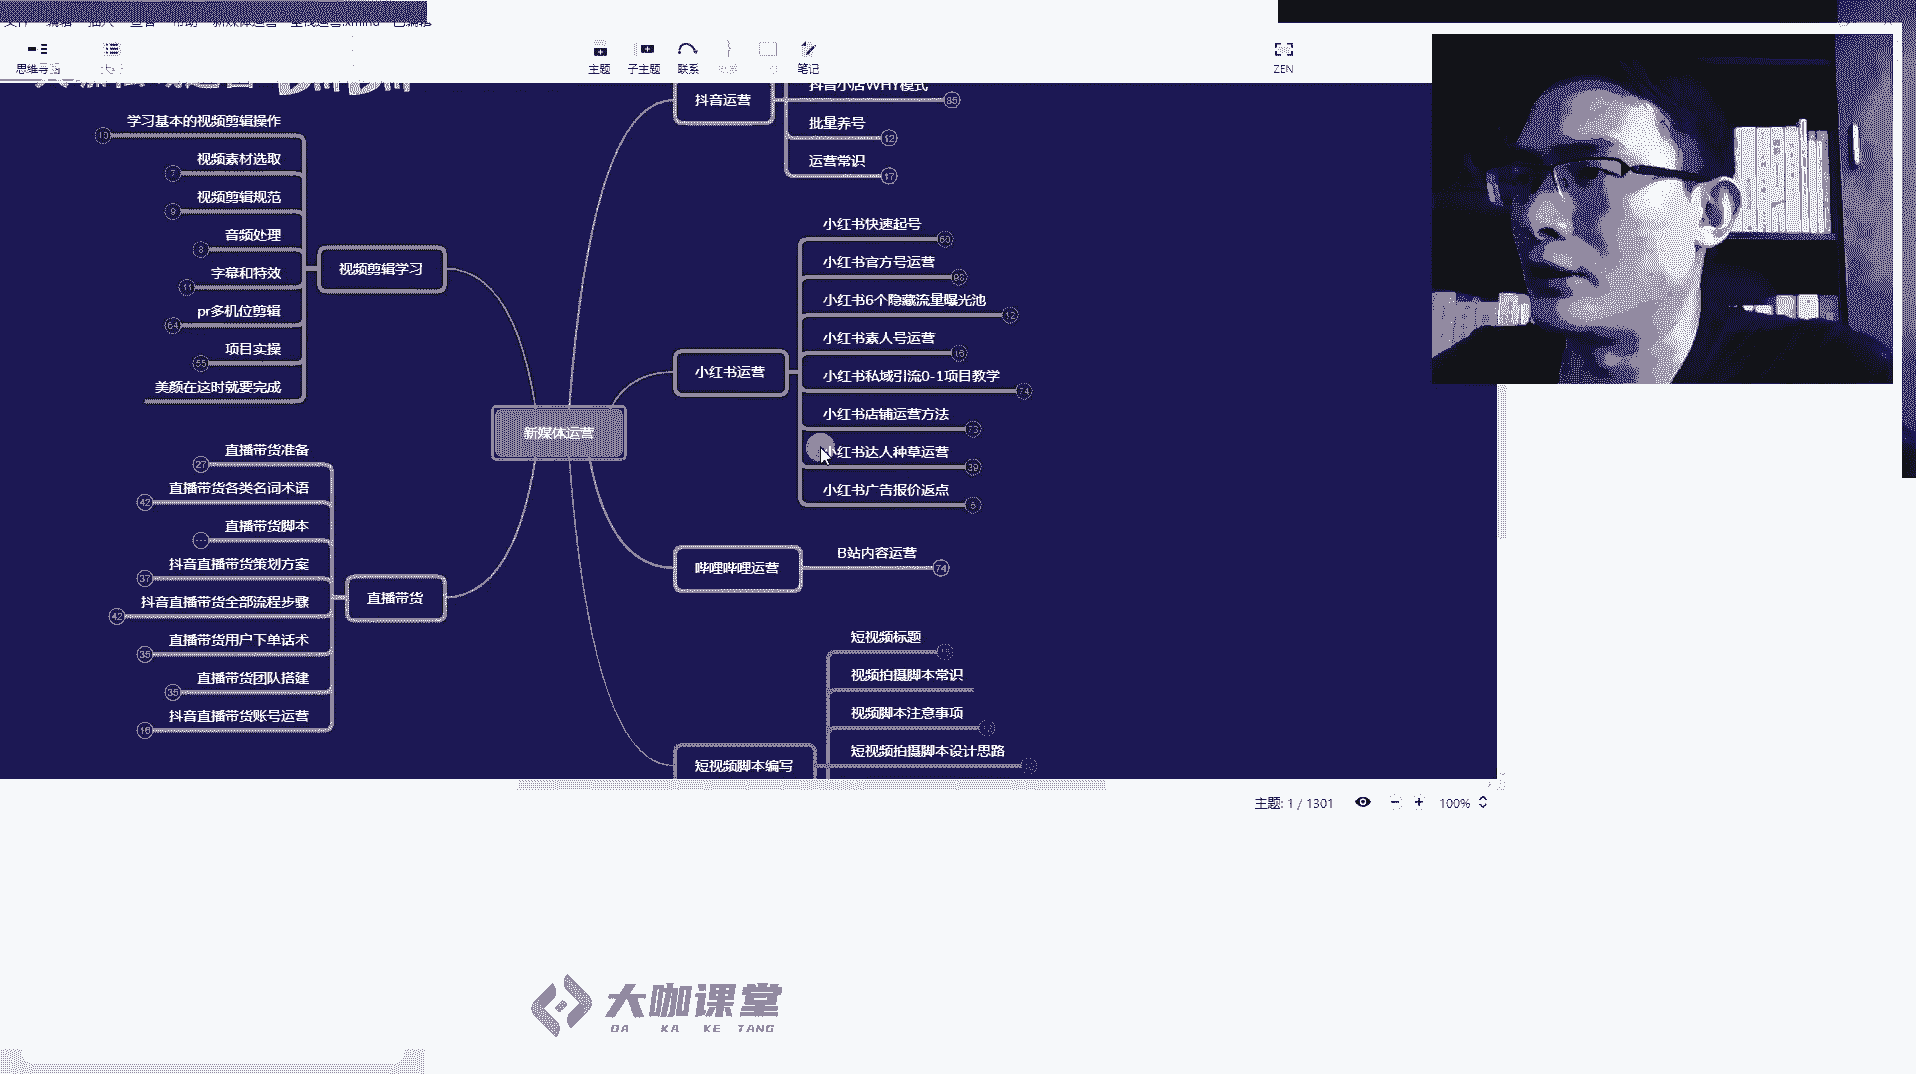 思维导图
主题
子主题
联系
笔记
ZEN
学习基本的视频剪辑操作
10
视频素材选取
7
视频剪辑规范
9
音频处理
8
字幕和特效
11
pr多机位剪辑
64
项目实操
55
美颜在这时就要完成
视频剪辑学习
直播带货准备
27
直播带货各类名词术语
42
直播带货脚本
抖音直播带货策划方案
37
抖音直播带货全部流程步骤
42
直播带货用户下单话术
35
直播带货团队搭建
35
抖音直播带货账号运营
16
直播带货
新媒体运营
抖音运营
抖音小店WHY模式
85
批量养号
12
运营常识
17
小红书运营
小红书快速起号
60
小红书官方号运营
小红书6个隐藏流量曝光池
12
小红书素人号运营
16
小红书私域引流0-1项目教学
74
小红书店铺运营方法
73
小红书达人种草运营
39
小红书广告报价返点
6
哔哩哔哩运营
B站内容运营
74
短视频脚本编写
短视频标题
视频拍摄脚本常识
视频脚本注意事项
短视频拍摄脚本设计思路
主题: 1 / 1301
100%
大咖课堂
DA KA KE TANG